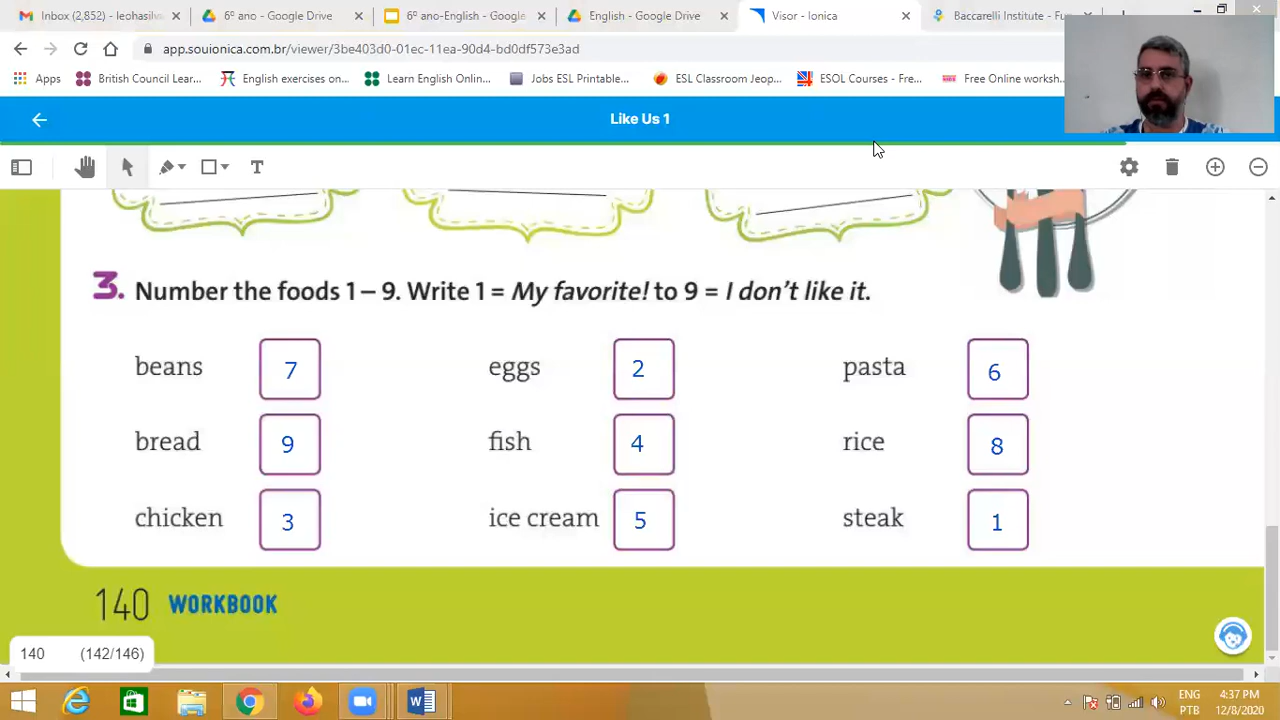 Inbox (2,852) - leohasilv
6º ano - Google Drive
6º ano-English - Google
English - Google Drive
Visor - Ionica
Baccarelli Institute - Fu
app.souionica.com.br/viewer/3be403d0-01ec-11ea-90d4-bd0df573e3ad
Apps
British Council Lear...
English exercises on...
Learn English Onlin...
Jobs ESL Printable...
ESL Classroom Jeop...
ESOL Courses - Fre...
Free Online worksh...
Like Us 1
T
3. Number the foods 1 – 9. Write 1 = My favorite! to 9 = I don't like it.
beans 7 eggs 2 pasta 6
bread 9 fish 4 rice 8
chicken 3 ice cream 5 steak 1
140 WORKBOOK
140 (142/146)
ENG 4:37 PM
PTB 12/8/2020